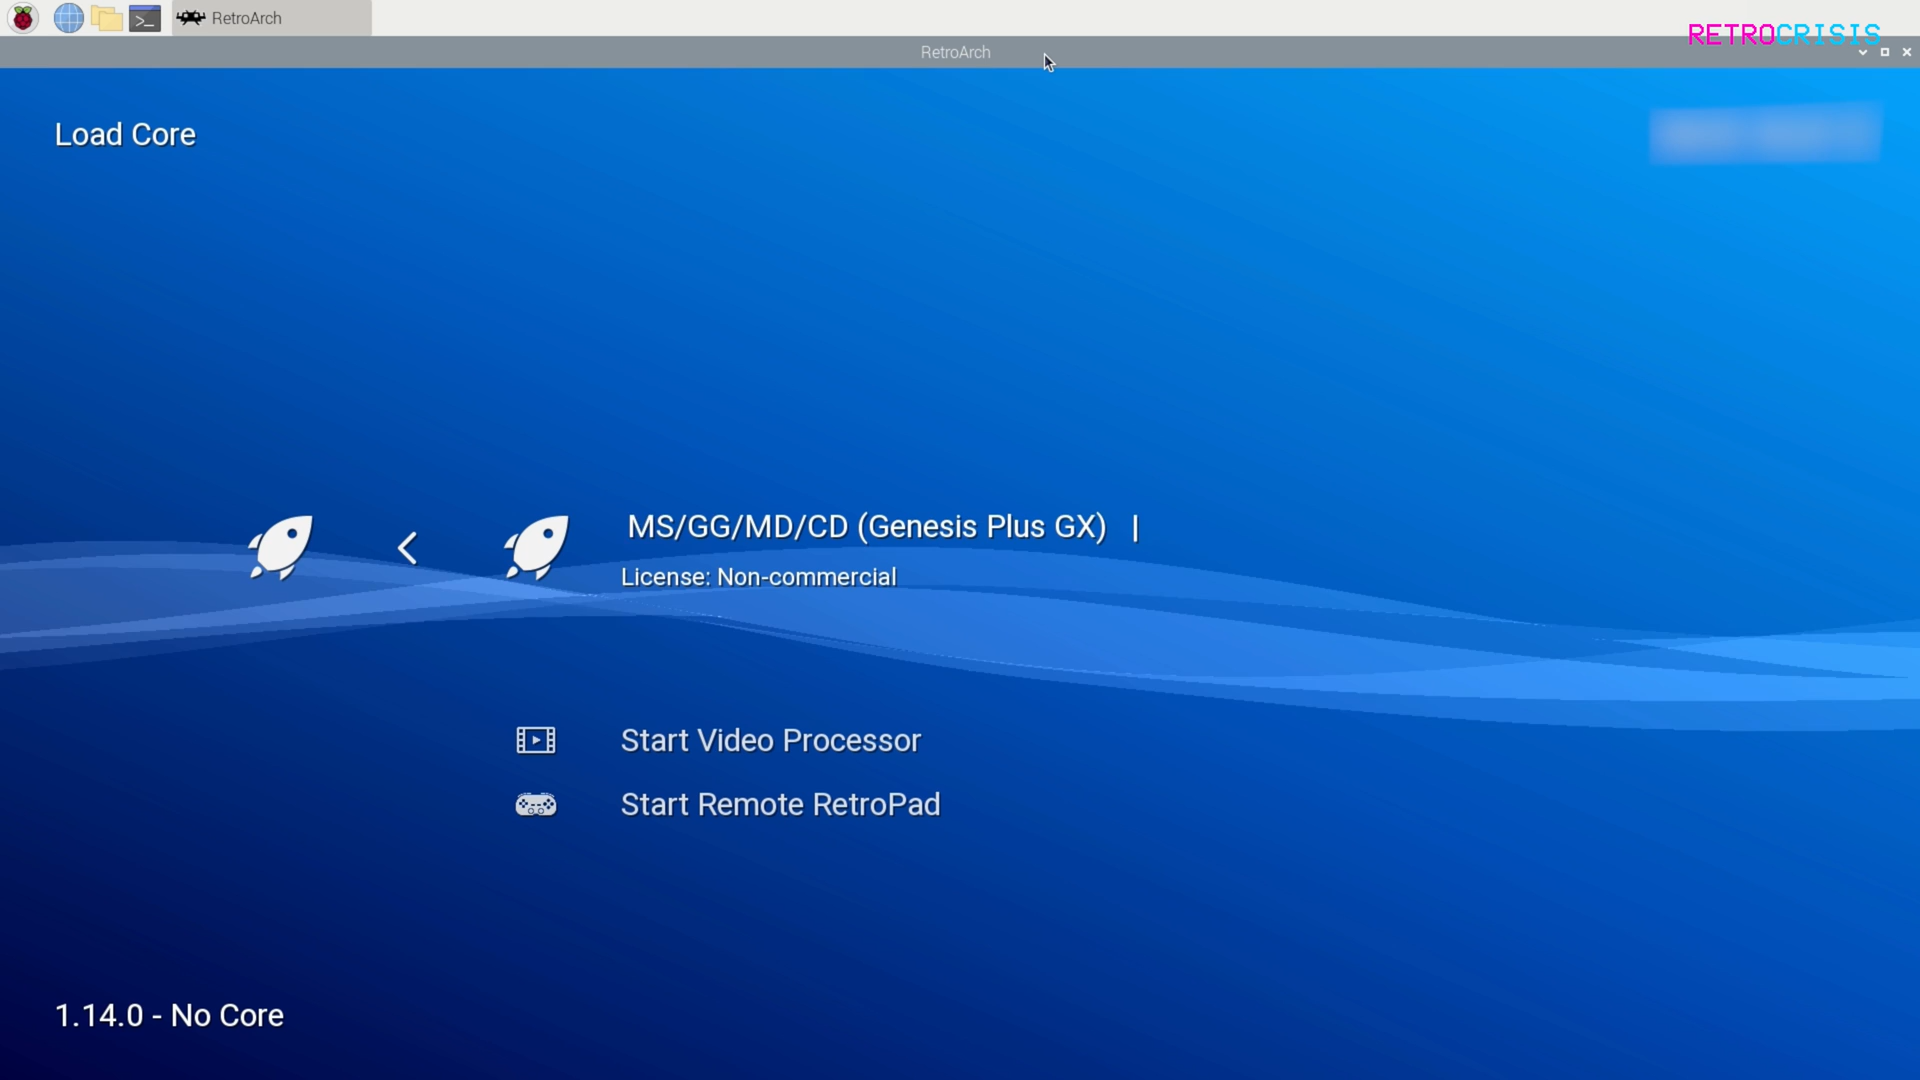 RetroArch
RETROCRISIS
RetroArch
Load Core
MS/GG/MD/CD (Genesis Plus GX) |
License: Non-commercial
Start Video Processor
Start Remote RetroPad
1.14.0 - No Core